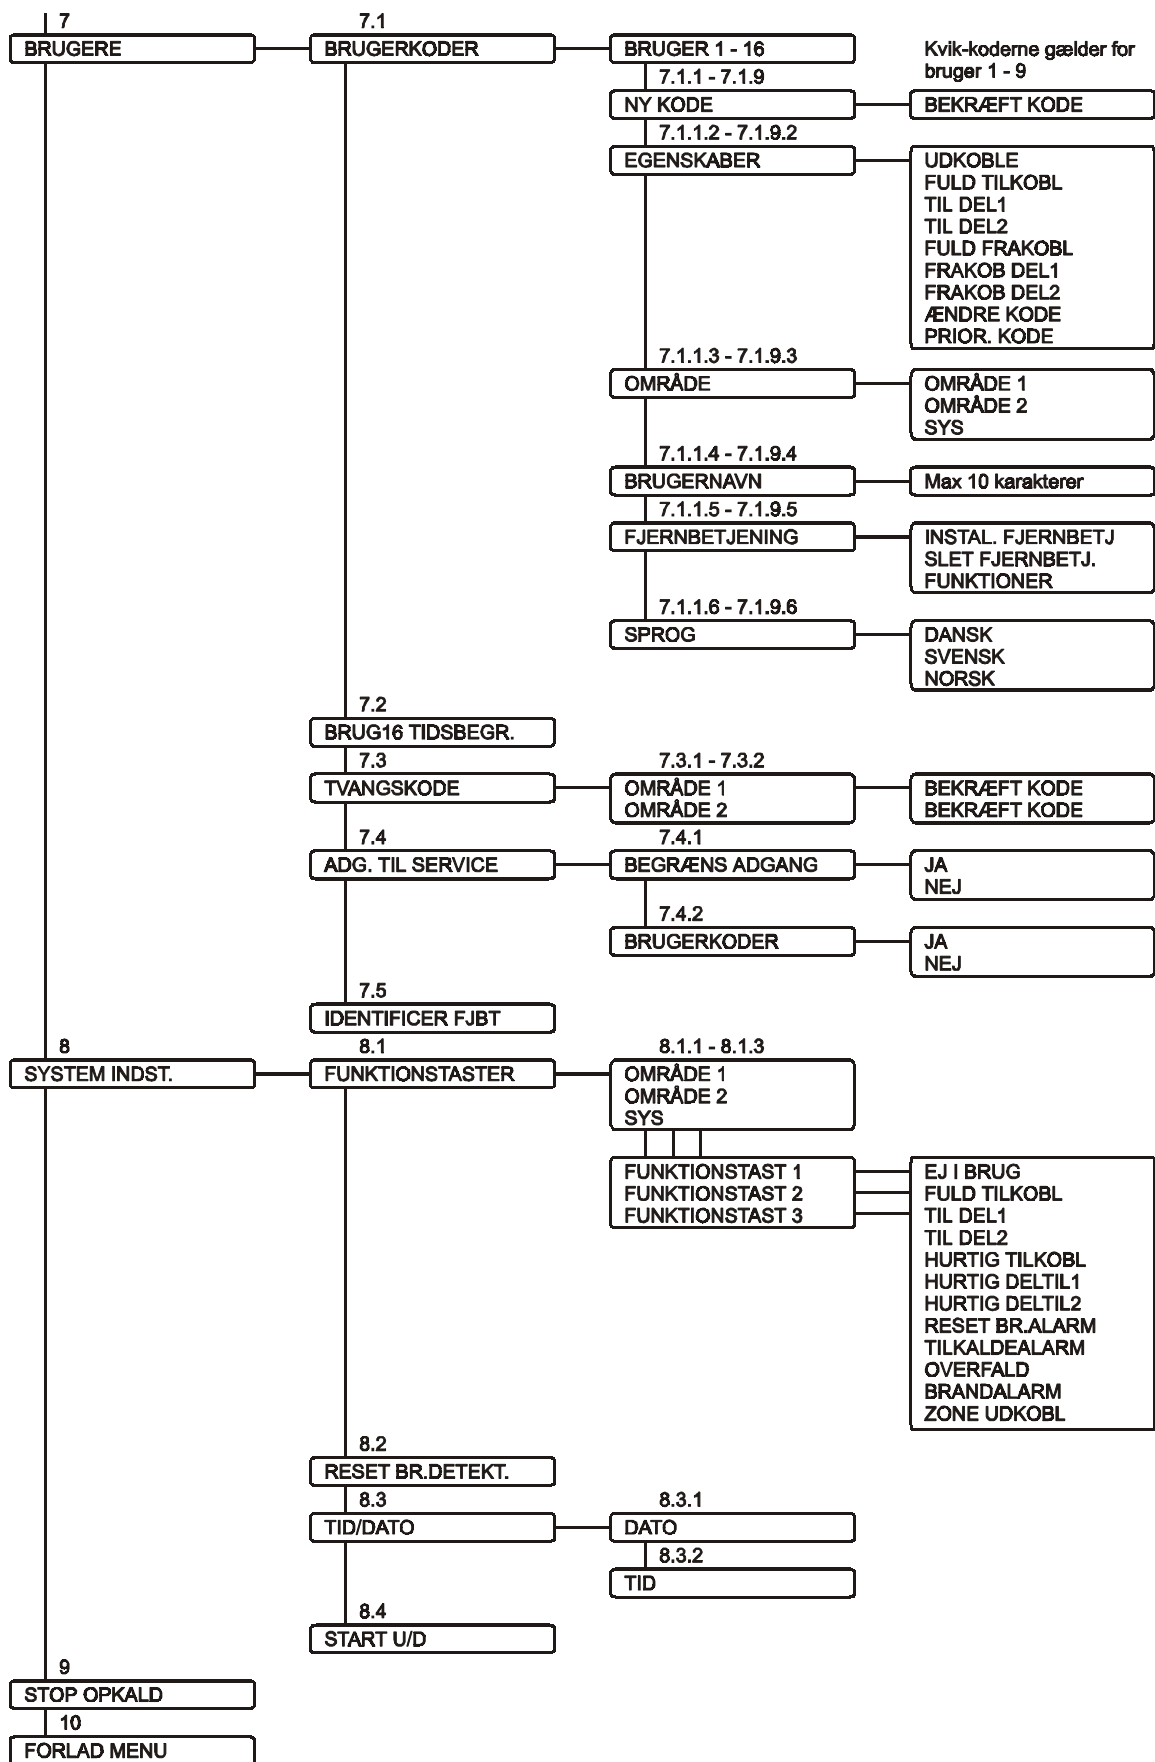 7
BRUGERE
7.1
BRUGERKODER
BRUGER 1 - 16
Kvik-koderne gælder for
bruger 1 - 9
7.1.1 - 7.1.9
NY KODE
BEKRÆFT KODE
7.1.1.2 - 7.1.9.2
EGENSKABER
UDKOBLE
FULD TILKOBL
TIL DEL1
TIL DEL2
FULD FRAKOBL
FRAKOB DEL1
FRAKOB DEL2
ÆNDRE KODE
PRIOR. KODE
7.1.1.3 - 7.1.9.3
OMRÅDE
OMRÅDE 1
OMRÅDE 2
SYS
7.1.1.4 - 7.1.9.4
BRUGERNAVN
Max 10 karakterer
7.1.1.5 - 7.1.9.5
FJERNBETJENING
INSTAL. FJERNBETJ
SLET FJERNBETJ.
FUNKTIONER
7.1.1.6 - 7.1.9.6
SPROG
DANSK
SVENSK
NORSK
7.2
BRUG16 TIDSBEGR.
7.3
TVANGSKODE
7.3.1 - 7.3.2
OMRÅDE 1
OMRÅDE 2
BEKRÆFT KODE
BEKRÆFT KODE
7.4
ADG. TIL SERVICE
7.4.1
BEGRÆNS ADGANG
JA
NEJ
7.4.2
BRUGERKODER
JA
NEJ
7.5
IDENTIFICER FJBT
8
SYSTEM INDST.
8.1
FUNKTIONSTASTER
8.1.1 - 8.1.3
OMRÅDE 1
OMRÅDE 2
SYS
FUNKTIONSTAST 1
FUNKTIONSTAST 2
FUNKTIONSTAST 3
EJ I BRUG
FULD TILKOBL
TIL DEL1
TIL DEL2
HURTIG TILKOBL
HURTIG DELTIL1
HURTIG DELTIL2
RESET BR.ALARM
TILKALDEALARM
OVERFALD
BRANDALARM
ZONE UDKOBL
8.2
RESET BR.DETEKT.
8.3
TID/DATO
8.3.1
DATO
8.3.2
TID
8.4
START U/D
9
STOP OPKALD
10
FORLAD MENU